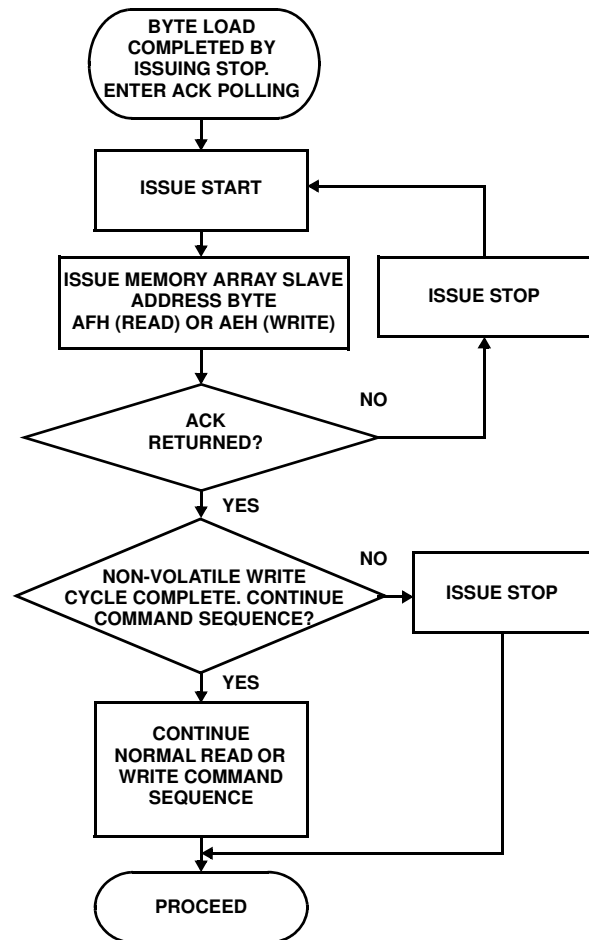 BYTE LOAD
COMPLETED BY
ISSUING STOP.
ENTER ACK POLLING
ISSUE START
ISSUE MEMORY ARRAY SLAVE
ADDRESS BYTE
AFH (READ) OR AEH (WRITE)
ISSUE STOP
ACK
RETURNED?
NO
YES
NON-VOLATILE WRITE
CYCLE COMPLETE. CONTINUE
COMMAND SEQUENCE?
NO
ISSUE STOP
YES
CONTINUE
NORMAL READ OR
WRITE COMMAND
SEQUENCE
PROCEED